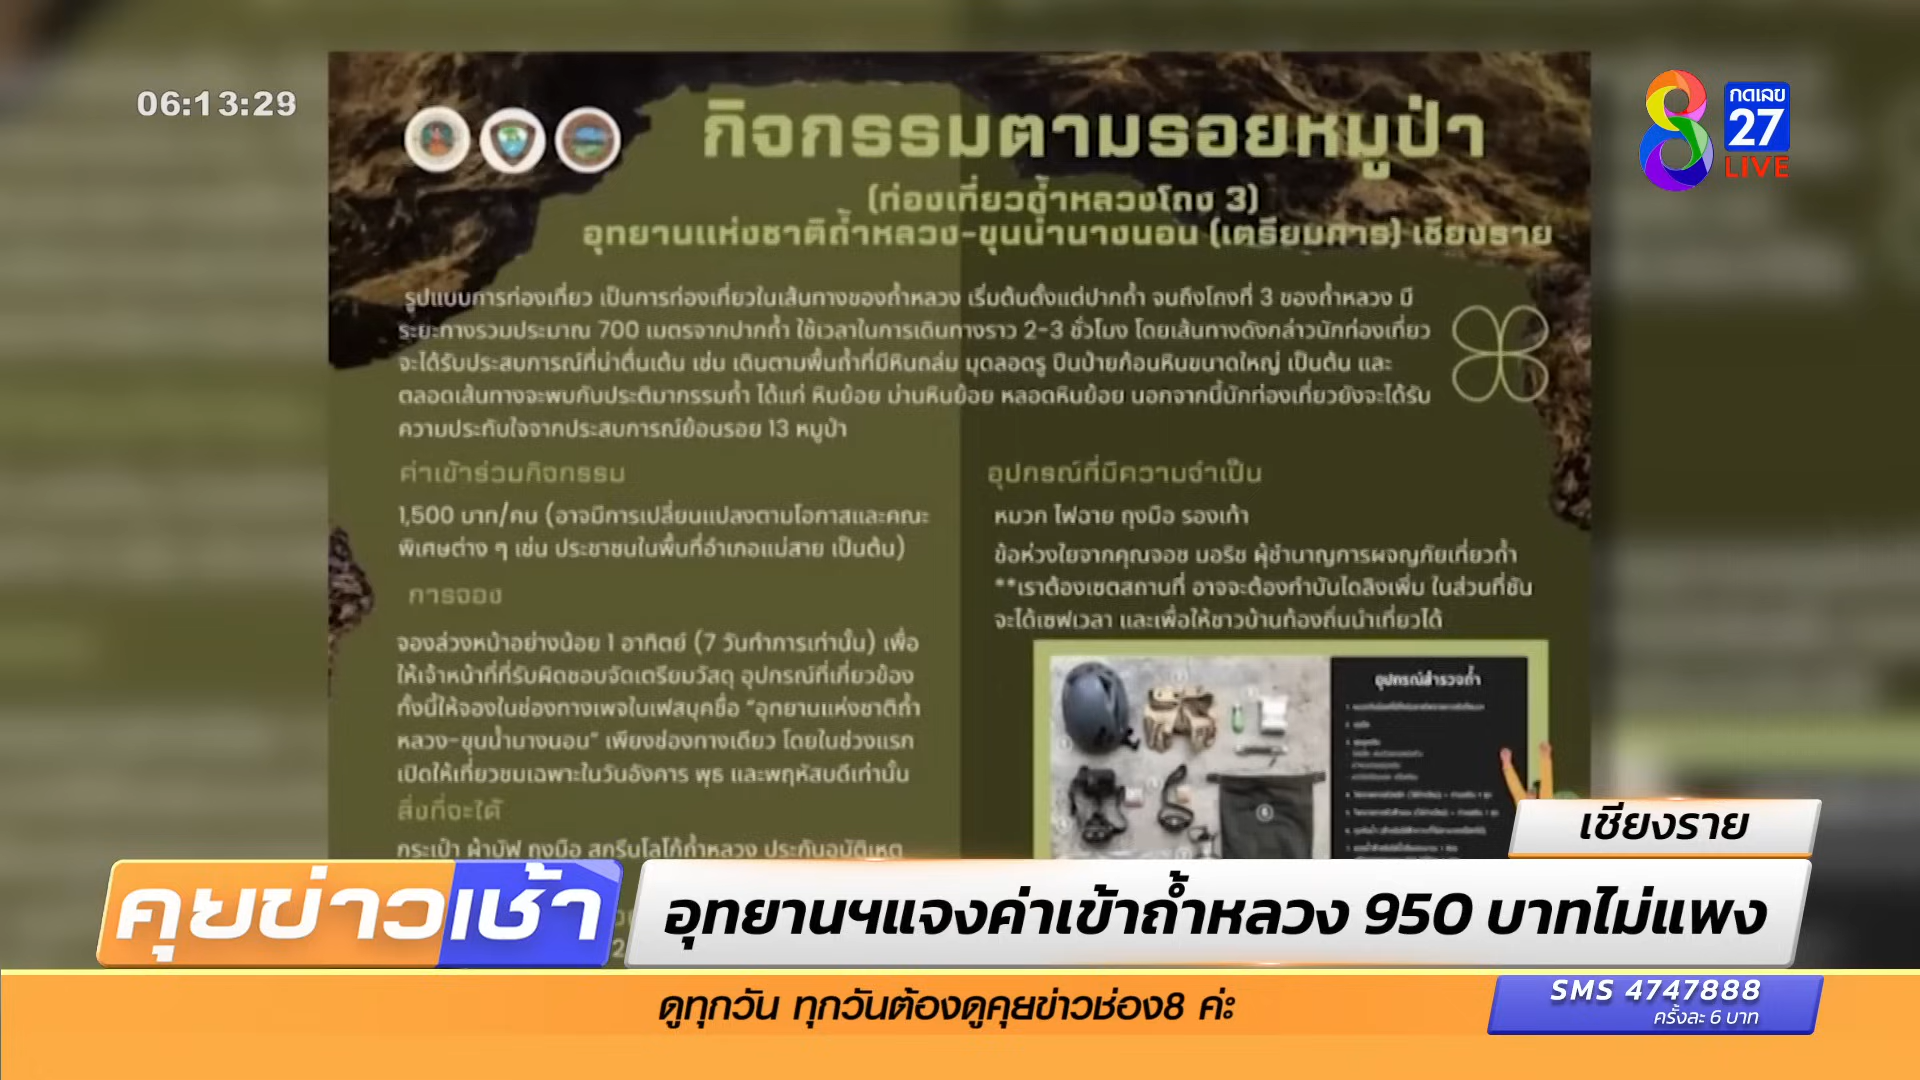 06:13:29
กดเลข
27
LIVE
กิจกรรมตามรอยหมูป่า
(ท่องเที่ยวถ้ำหลวงโถง 3)
อุทยานแห่งชาติถ้ำหลวง-ขุนน้ำนางนอน (เตรียมการ) เชียงราย
รูปแบบการท่องเที่ยว เป็นการท่องเที่ยวในเส้นทางของถ้ำหลวง เริ่มต้นตั้งแต่ปากถ้ำ จนถึงโถงที่ 3 ของถ้ำหลวง มี
ระยะทางรวมประมาณ 700 เมตรจากปากถ้ำ ใช้เวลาในการเดินทางราว 2-3 ชั่วโมง โดยเส้นทางดังกล่าวนักท่องเที่ยว
จะได้รับประสบการณ์ที่น่าตื่นเต้น เช่น เดินตามพื้นถ้ำที่มีหินถล่ม มุดลอดรู ปีนป่ายก้อนหินขนาดใหญ่ เป็นต้น และ
ตลอดเส้นทางจะพบกับประติมากรรมถ้ำ ได้แก่ หินย้อย ม่านหินย้อย หลอดหินย้อย นอกจากนี้นักท่องเที่ยวยังจะได้รับ
ความประทับใจจากประสบการณ์ย้อนรอย 13 หมูป่า
ค่าเข้าร่วมกิจกรรม
1,500 บาท/คน (อาจมีการเปลี่ยนแปลงตามโอกาสและคณะ
พิเศษต่าง ๆ เช่น ประชาชนในพื้นที่อำเภอแม่สาย เป็นต้น)
การจอง
จองล่วงหน้าอย่างน้อย 1 อาทิตย์ (7 วันทำการเท่านั้น) เพื่อ
ให้เจ้าหน้าที่ที่รับผิดชอบจัดเตรียมวัสดุ อุปกรณ์ที่เกี่ยวข้อง
ทั้งนี้ให้จองในช่องทางเพจในเฟสบุคชื่อ "อุทยานแห่งชาติถ้ำ
หลวง-ขุนน้ำนางนอน" เพียงช่องทางเดียว โดยในช่วงแรก
เปิดให้เที่ยวชมเฉพาะในวันอังคาร พุธ และพฤหัสบดีเท่านั้น
สิ่งที่จะได้
กระเป๋า ผ้าบัฟ ถุงมือ สกรีนโลโก้ถ้ำหลวง ประกันอุบัติเหตุ
อุปกรณ์ที่มีความจำเป็น
หมวก ไฟฉาย ถุงมือ รองเท้า
ข้อห่วงใยจากคุณจอช มอริช ผู้ชำนาญการผจญภัยเที่ยวถ้ำ
**เราต้องเซตสถานที่ อาจจะต้องทำบันไดลิงเพิ่ม ในส่วนที่ชัน
จะได้เซฟเวลา และเพื่อให้ชาวบ้านท้องถิ่นนำเที่ยวได้
อุปกรณ์สำรวจถ้ำ
เชียงราย
คุยข่าวเช้า
อุทยานฯแจงค่าเข้าถ้ำหลวง 950 บาทไม่แพง
ดูทุกวัน ทุกวันต้องดูคุยข่าวช่อง8 ค่ะ
SMS 4747888
ครั้งละ 6 บาท